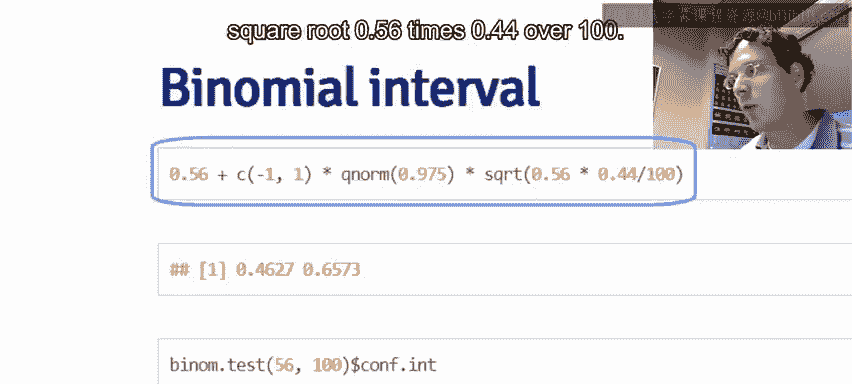 square root 0.56 times 0.44 over 100.
Binomial interval
0.56 + c(-1, 1) * qnorm(0.975) * sqrt(0.56 * 0.44/100)
## [1] 0.4627 0.6573
binom.test(56, 100)$conf.int